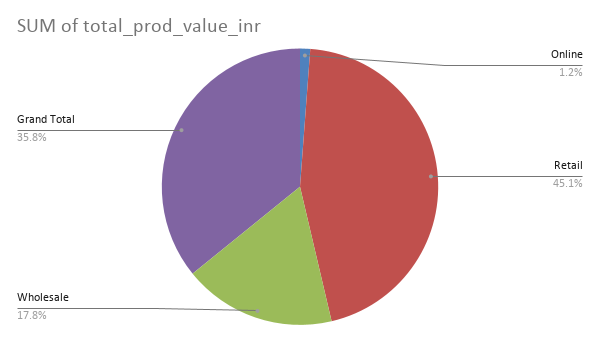 SUM of total_prod_value_inr
Online
1.2%
Grand Total
35.8%
Retail
45.1%
Wholesale
17.8%